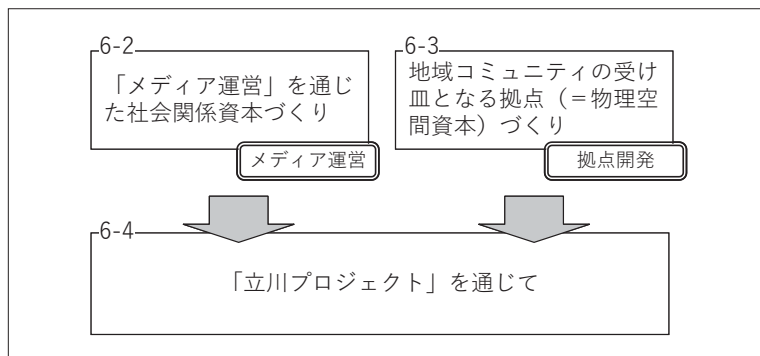 6-2
「メディア運営」を通じ
た社会関係資本づくり
メディア運営
6-3
地域コミュニティの受け
皿となる拠点（＝物理空
間資本）づくり
拠点開発
6-4
「立川プロジェクト」を通じて